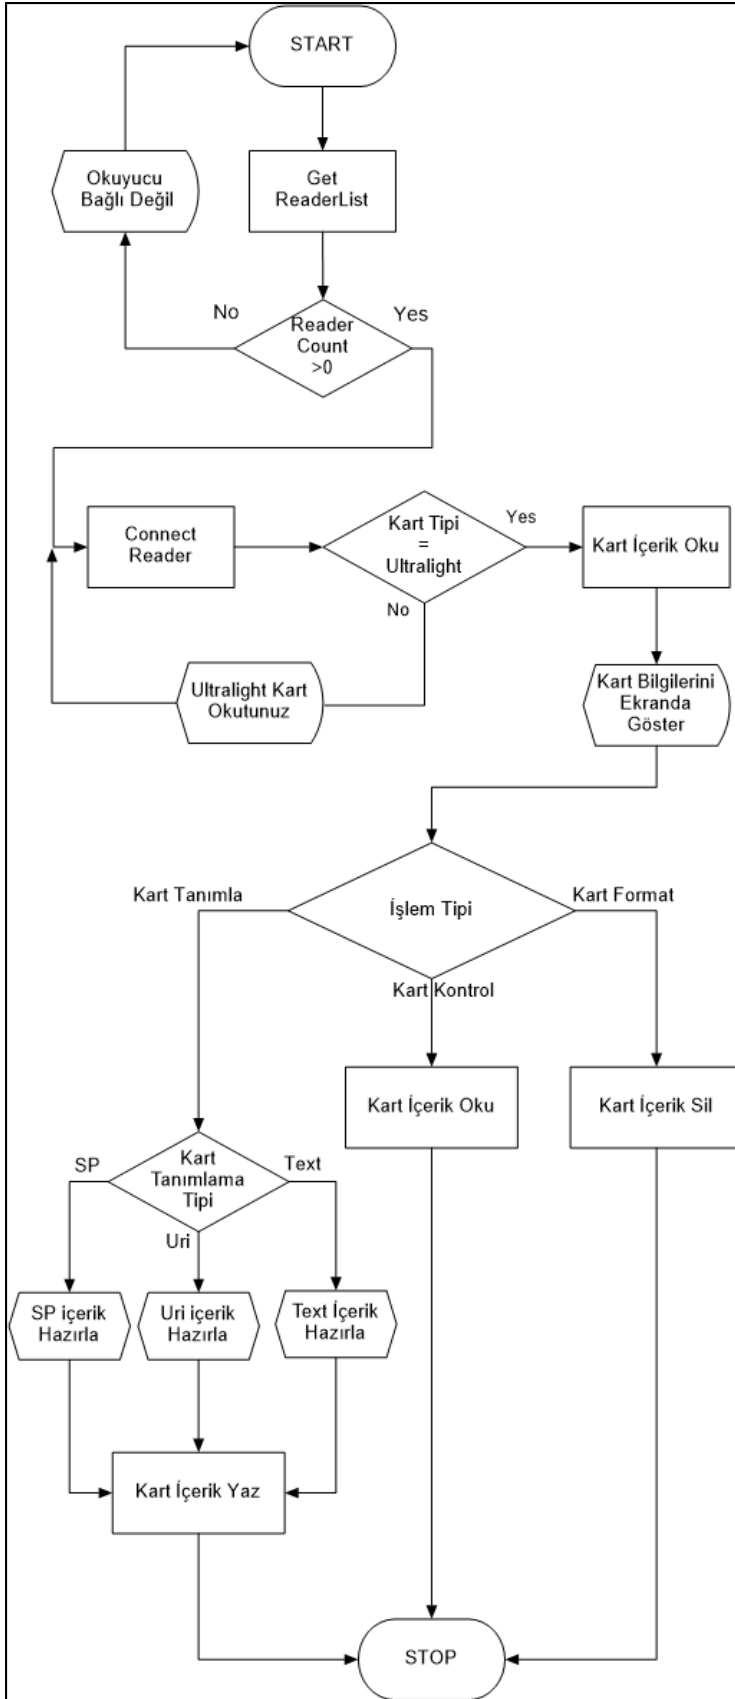 START
Okuyucu
Bağlı Değil
Get
ReaderList
No
Yes
Reader
Count
>0
Connect
Reader
Kart Tipi
=
Ultralight
Yes
No
Kart İçerik Oku
Ultralight Kart
Okutunuz
Kart Bilgilerini
Ekranda
Göster
Kart Tanımla
İşlem Tipi
Kart Format
Kart Kontrol
Kart İçerik Oku
Kart İçerik Sil
SP
Kart
Tanımlama
Tipi
Text
Uri
SP içerik
Hazırla
Uri içerik
Hazırla
Text İçerik
Hazırla
Kart İçerik Yaz
STOP